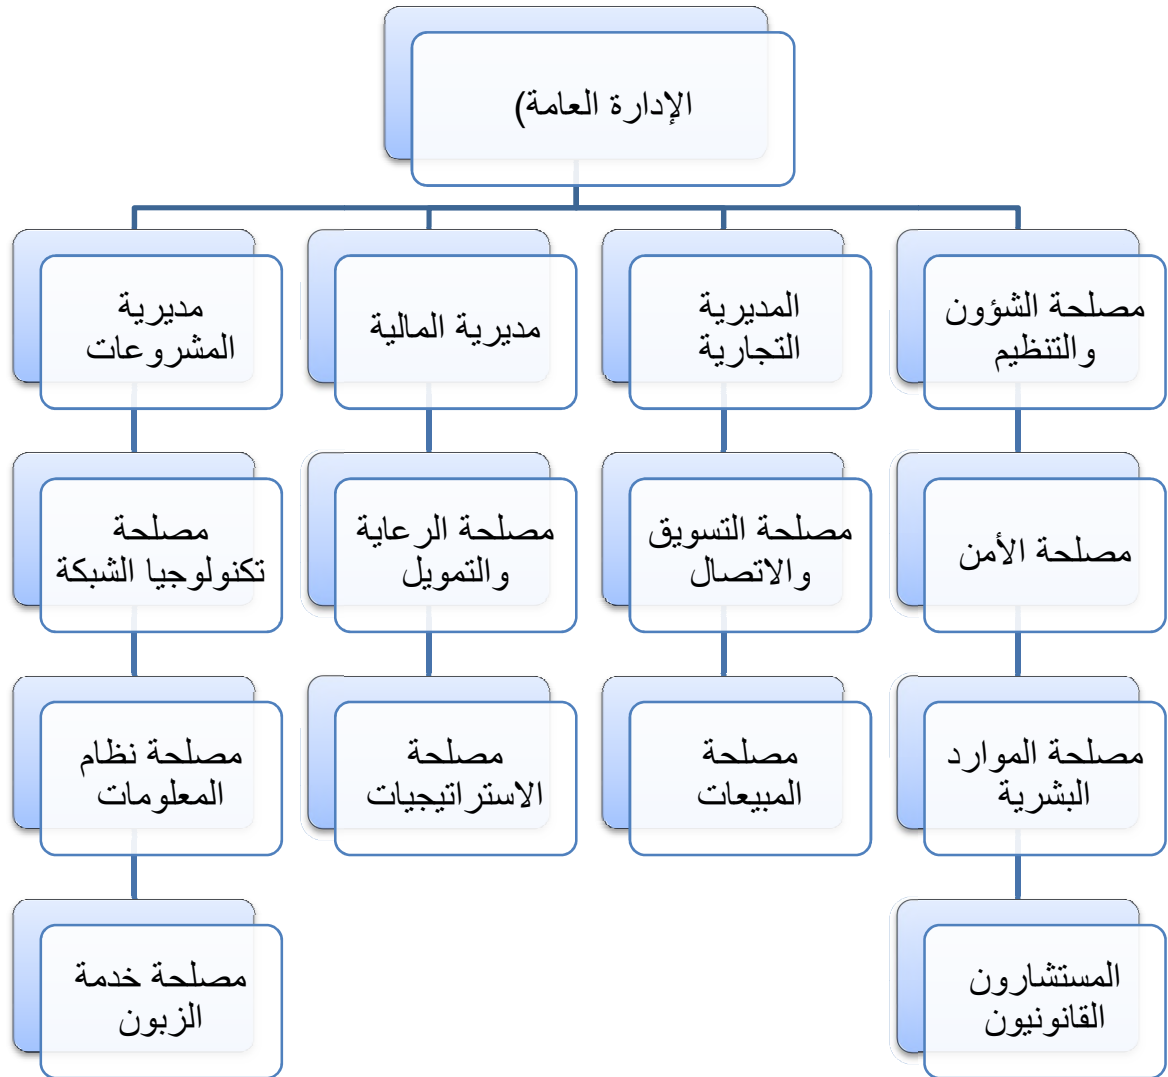 الإدارة العامة)
مصلحة الشؤون
والتنظيم
المديرية
التجارية
مديرية المالية
مديرية
المشروعات
مصلحة الأمن
مصلحة التسويق
والاتصال
مصلحة الرعاية
والتمويل
مصلحة
تكنولوجيا الشبكة
مصلحة الموارد
البشرية
مصلحة
المبيعات
مصلحة
الاستراتيجيات
مصلحة نظام
المعلومات
المستشارون
القانونيون
مصلحة خدمة
الزبون